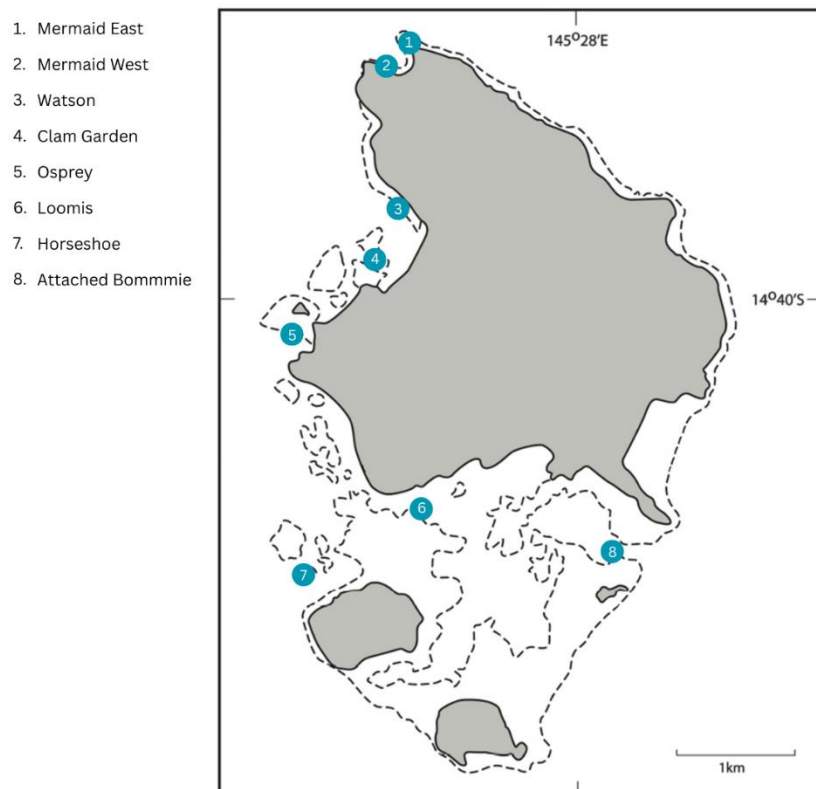 1. Mermaid East
2. Mermaid West
3. Watson
4. Clam Garden
5. Osprey
6. Loomis
7. Horseshoe
8. Attached Bommmie
145°28'E
1
2
3
4
14°40'S
5
6
8
7
1km